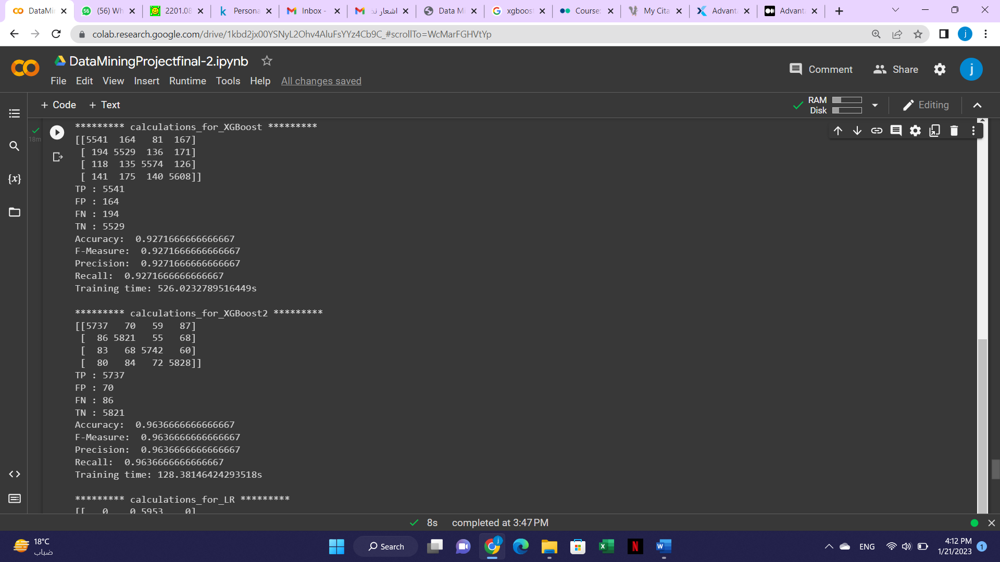 DataMin
(56) Wh
2201.08
Persona
Inbox -
اشعار نذ
Data Mi
xgboost
Course:
My Cita
Advanta
Advanta
colab.research.google.com/drive/1kbd2jx00YSNyL2Ohv4AluFsYYz4Cb9C_#scrollTo=WcMarFGHVtYp
DataMiningProjectfinal-2.ipynb
Comment
Share
File Edit View Insert Runtime Tools Help All changes saved
+ Code + Text
RAM
Disk
Editing
18m
********* calculations_for_XGBoost *********
[[5541  164   81  167]
[ 194 5529  136  171]
[ 118  135 5574  126]
[ 141  175  140 5608]]
TP : 5541
FP : 164
FN : 194
TN : 5529
Accuracy:  0.9271666666666667
F-Measure:  0.9271666666666667
Precision:  0.9271666666666667
Recall:  0.9271666666666667
Training time: 526.0232789516449s
********* calculations_for_XGBoost2 *********
[[5737   70   59   87]
[  86 5821   55   68]
[  83   68 5742   60]
[  80   84   72 5828]]
TP : 5737
FP : 70
FN : 86
TN : 5821
Accuracy:  0.9636666666666667
F-Measure:  0.9636666666666667
Precision:  0.9636666666666667
Recall:  0.9636666666666667
Training time: 128.38146424293518s
********* calculations_for_LR *********
[[   0    0 5953    0]
8s completed at 3:47 PM
18°C
ضباب
Search
ENG
4:12 PM
1/21/2023
1